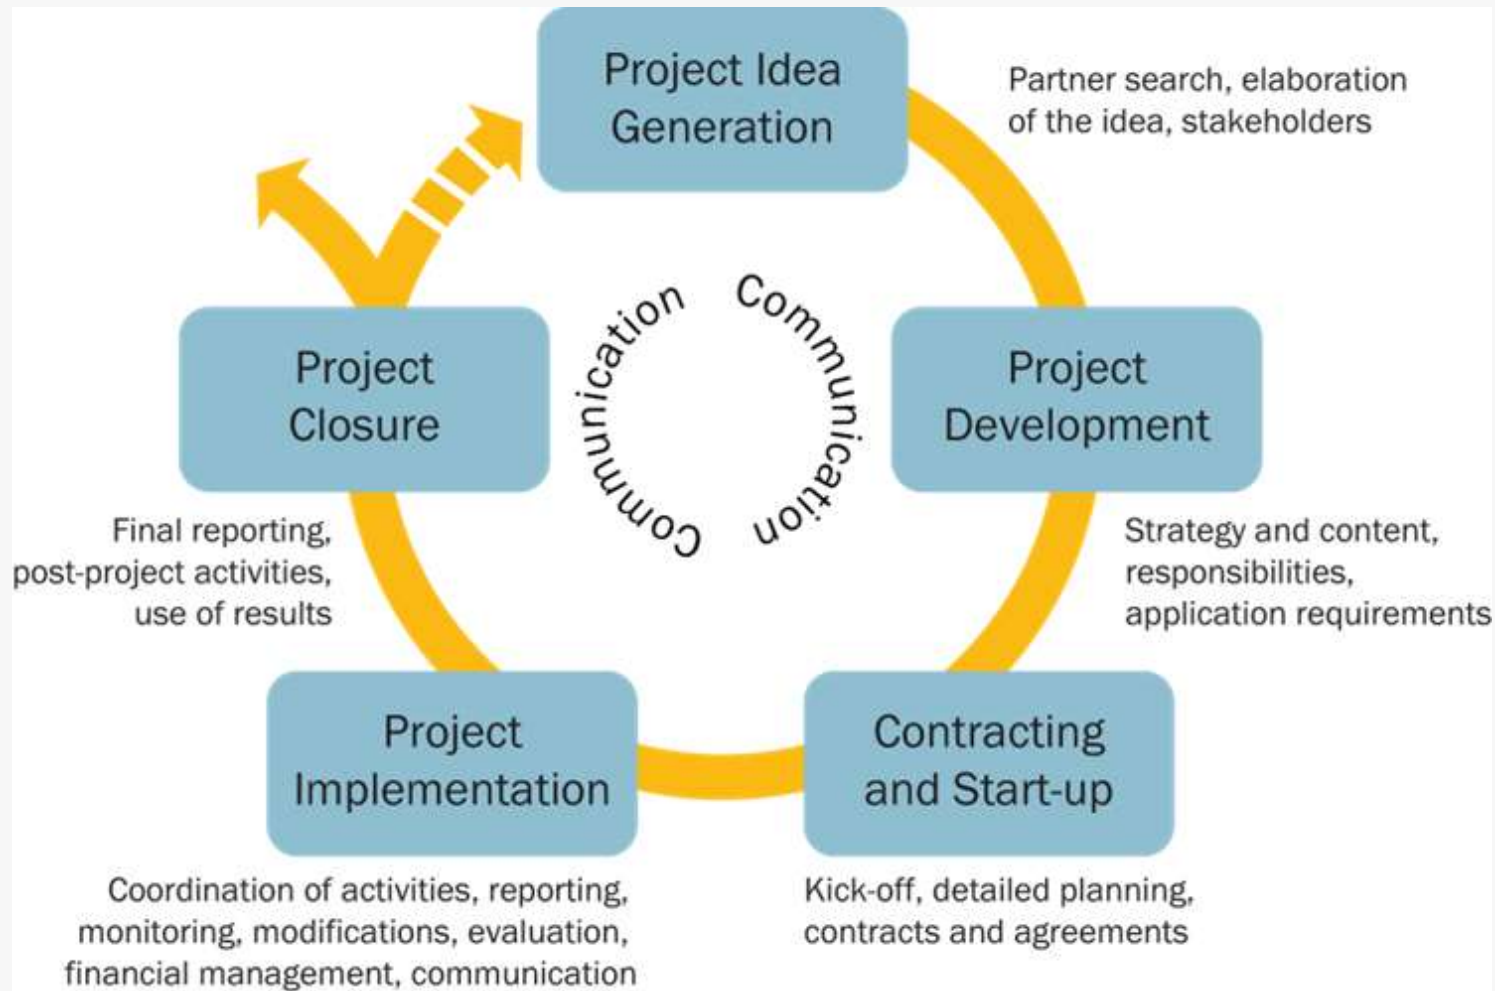 Project Idea
Generation
Partner search, elaboration
of the idea, stakeholders
Project
Development
Strategy and content,
responsibilities,
application requirements
Contracting
and Start-up
Kick-off, detailed planning,
contracts and agreements
Project
Implementation
Coordination of activities, reporting,
monitoring, modifications, evaluation,
financial management, communication
Project
Closure
Final reporting,
post-project activities,
use of results
Communication
Communication